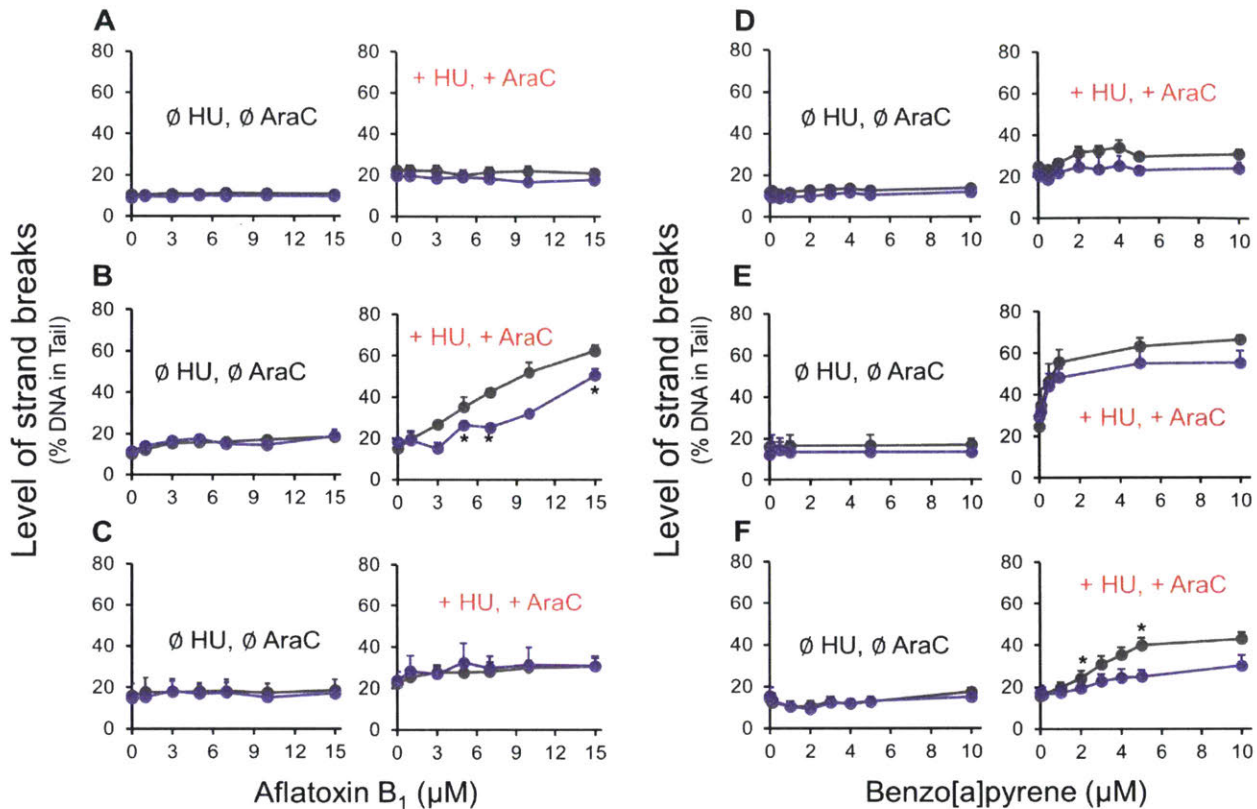 A
80
60
40
20
0
Ø HU, Ø AraC
0 3 6 9 12 15
80
60
40
20
0
+ HU, + AraC
0 3 6 9 12 15
B
80
60
40
20
0
Ø HU, Ø AraC
0 3 6 9 12 15
80
60
40
20
0
+ HU, + AraC
* * *
0 3 6 9 12 15
C
80
60
40
20
0
Ø HU, Ø AraC
0 3 6 9 12 15
80
60
40
20
0
+ HU, + AraC
0 3 6 9 12 15
Level of strand breaks
(% DNA in Tail)
Aflatoxin B₁ (µM)
D
80
60
40
20
0
Ø HU, Ø AraC
0 2 4 6 8 10
80
60
40
20
0
+ HU, + AraC
0 2 4 6 8 10
E
80
60
40
20
0
Ø HU, Ø AraC
0 2 4 6 8 10
80
60
40
20
0
+ HU, + AraC
0 2 4 6 8 10
F
80
60
40
20
0
Ø HU, Ø AraC
0 2 4 6 8 10
80
60
40
20
0
+ HU, + AraC
* *
0 2 4 6 8 10
Level of strand breaks
(% DNA in Tail)
Benzo[a]pyrene (µM)